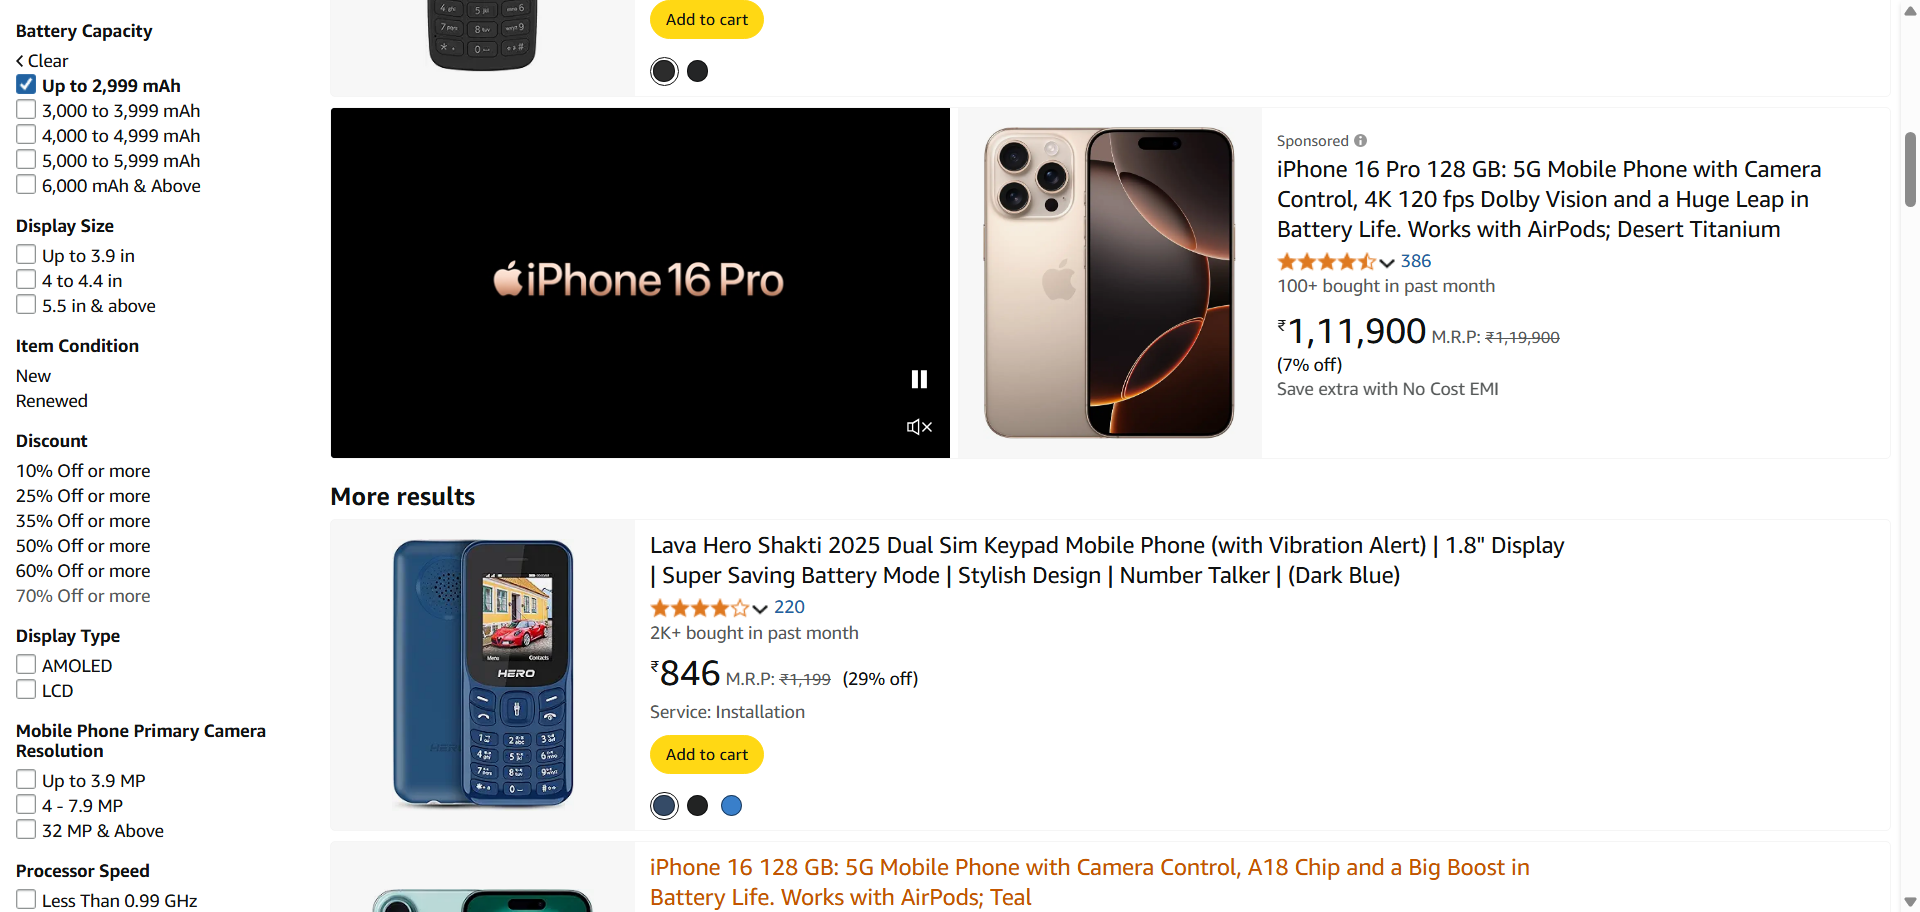 Battery Capacity
Clear
Up to 2,999 mAh
3,000 to 3,999 mAh
4,000 to 4,999 mAh
5,000 to 5,999 mAh
6,000 mAh & Above
Display Size
Up to 3.9 in
4 to 4.4 in
5.5 in & above
Item Condition
New
Renewed
Discount
10% Off or more
25% Off or more
35% Off or more
50% Off or more
60% Off or more
70% Off or more
Display Type
AMOLED
LCD
Mobile Phone Primary Camera
Resolution
Up to 3.9 MP
4 - 7.9 MP
32 MP & Above
Processor Speed
Less Than 0.99 GHz
Add to cart
iPhone 16 Pro
Sponsored
iPhone 16 Pro 128 GB: 5G Mobile Phone with Camera
Control, 4K 120 fps Dolby Vision and a Huge Leap in
Battery Life. Works with AirPods; Desert Titanium
386
100+ bought in past month
₹1,11,900 M.R.P: ₹1,19,900
(7% off)
Save extra with No Cost EMI
More results
Menu Contacts
HERO
Lava Hero Shakti 2025 Dual Sim Keypad Mobile Phone (with Vibration Alert) | 1.8" Display
| Super Saving Battery Mode | Stylish Design | Number Talker | (Dark Blue)
220
2K+ bought in past month
₹846 M.R.P: ₹1,199 (29% off)
Service: Installation
Add to cart
iPhone 16 128 GB: 5G Mobile Phone with Camera Control, A18 Chip and a Big Boost in
Battery Life. Works with AirPods; Teal